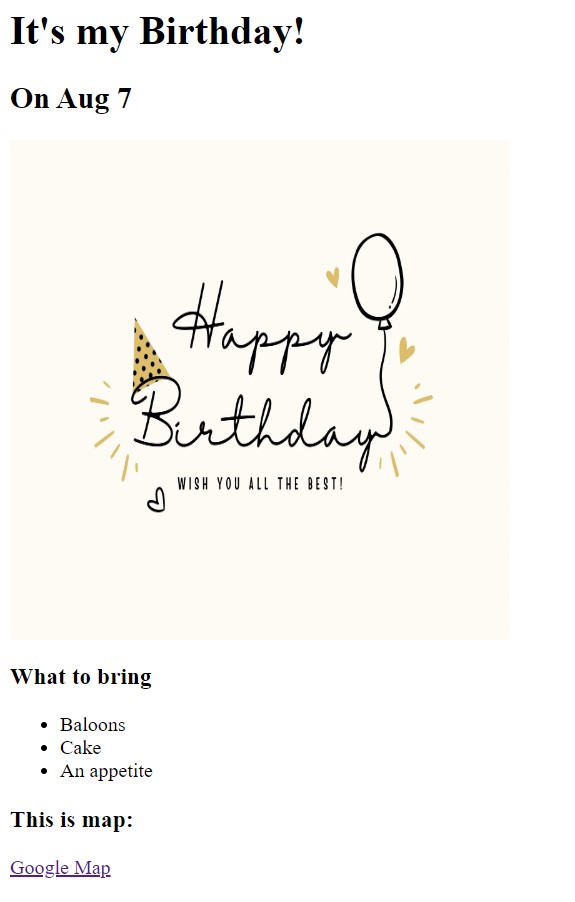 It's my Birthday!
On Aug 7
Happy
Birthday
WISH YOU ALL THE BEST!
What to bring
Baloons
Cake
An appetite
This is map:
Google Map